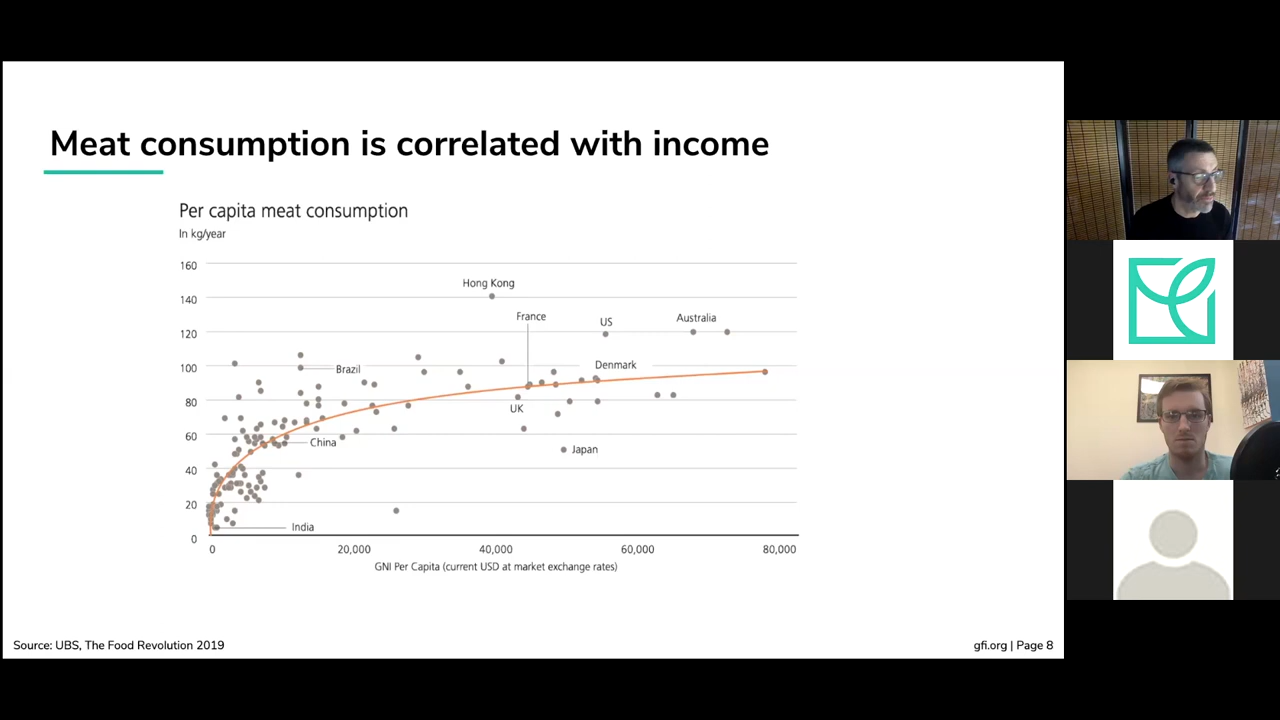 Meat consumption is correlated with income
Per capita meat consumption
In kg/year
160
140
120
100
80
60
40
20
0
Hong Kong
France
US
Australia
Brazil
Denmark
UK
China
Japan
India
0
20,000
40,000
60,000
80,000
GNI Per Capita (current USD at market exchange rates)
Source: UBS, The Food Revolution 2019
gfi.org | Page 8